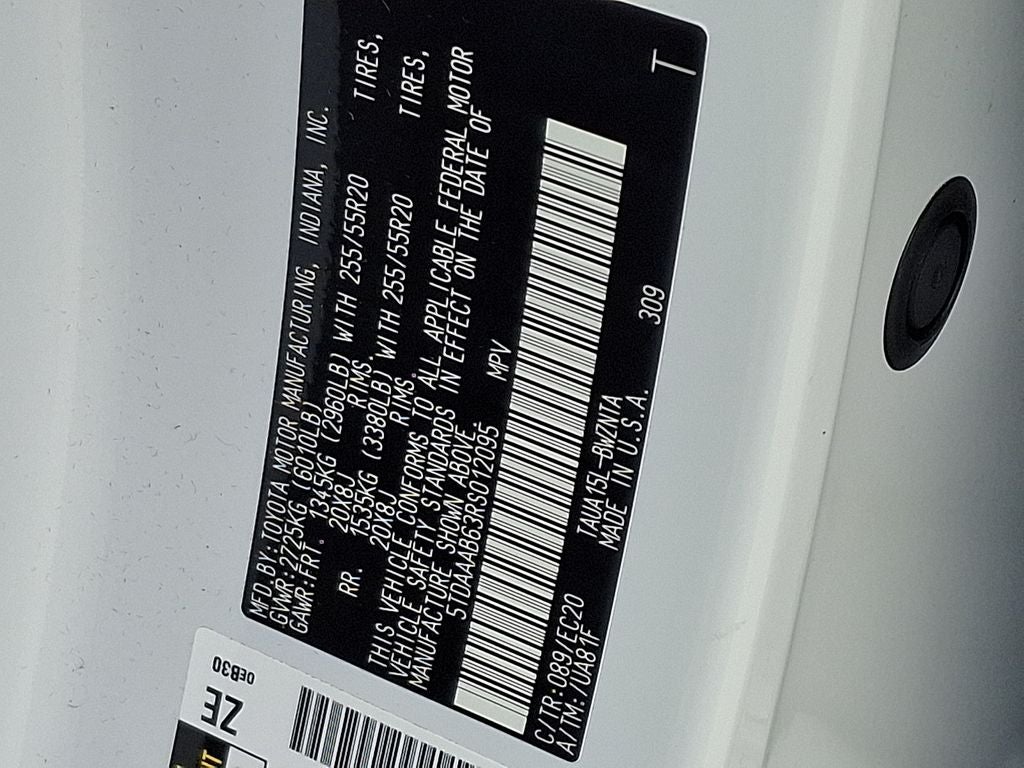 MFD.BY:TOYOTA MOTOR MANUFACTURING, INDIANA, INC.
GVWR:2725KG (6010LB)
GAWR:FRT. 1345KG (2960LB) WITH 255/55R20 TIRES,
20X8J RIMS.
RR. 1535KG (3380LB) WITH 255/55R20 TIRES,
20X8J RIMS.
THIS VEHICLE CONFORMS TO ALL APPLICABLE FEDERAL MOTOR
VEHICLE SAFETY STANDARDS IN EFFECT ON THE DATE OF
MANUFACTURE SHOWN ABOVE.
5TDAAAB63RS012095 MPV
C/TR:089/EC20 TAUA15L-BWZNTA 309
A/TM:/UA81F MADE IN U.S.A. T
ZE
0EB30